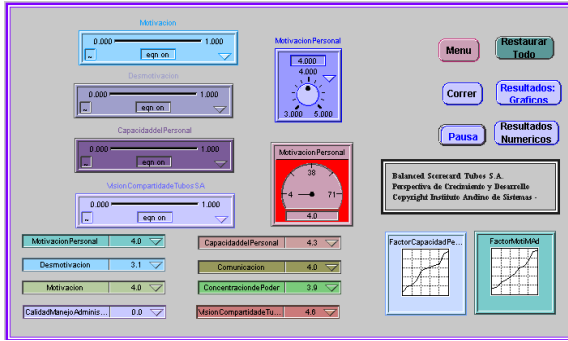 Motivacion
0.000 1.000
~ eqn on
Desmotivacion
0.000 1.000
~ eqn on
CapacidaddelPersonal
0.000 1.000
~ eqn on
Vision CompartidadeTubos SA
0.000 1.000
~ eqn on
MotivacionPersonal
4.000
4.000
3.000 5.000
MotivacionPersonal
38
4 71
4.0
Menu
Restaurar
Todo
Correr
Resultados:
Graficos
Pausa
Resultados
Numericos
Balanced Scorecard Tubos S.A.
Perspectiva de Crecimiento y Desarrollo
Copyright Instituto Andino de Sistemas -
MotivacionPersonal 4.0
Desmotivacion 3.1
Motivacion 4.0
CalidadManejoAdminis... 0.0
CapacidaddelPersonal 4.3
Comunicacion 4.0
ConcentraciondePoder 3.9
Vision CompartidadeTu... 4.6
FactorCapacidadPe...
FactorMotiMAd